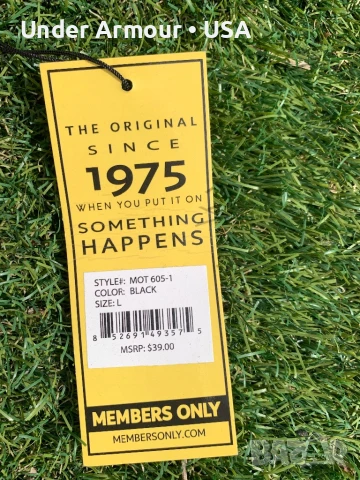 Under Armour • USA
THE ORIGINAL
SINCE
1975
WHEN YOU PUT IT ON
SOMETHING
HAPPENS
STYLE#: MOT 605-1
COLOR: BLACK
SIZE: L
8 52691 49357 5
MSRP: $39.00
MEMBERS ONLY
MEMBERSONLY.COM